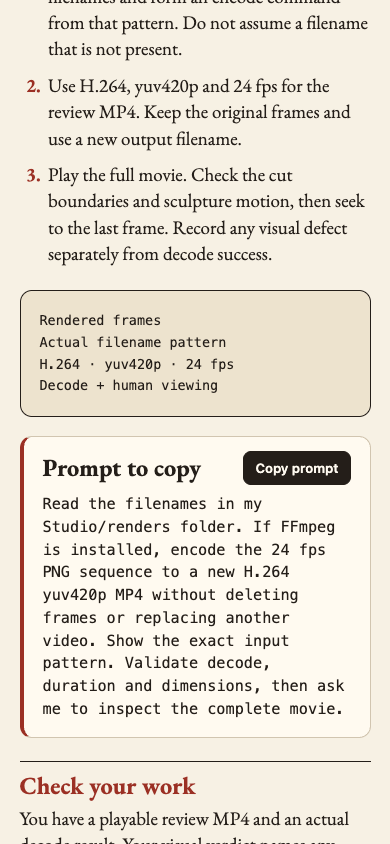 filenames and form an encode command
from that pattern. Do not assume a filename
that is not present.
2. Use H.264, yuv420p and 24 fps for the
review MP4. Keep the original frames and
use a new output filename.
3. Play the full movie. Check the cut
boundaries and sculpture motion, then seek
to the last frame. Record any visual defect
separately from decode success.
Rendered frames
Actual filename pattern
H.264 · yuv420p · 24 fps
Decode + human viewing
Prompt to copy
Copy prompt
Read the filenames in my
Studio/renders folder. If FFmpeg
is installed, encode the 24 fps
PNG sequence to a new H.264
yuv420p MP4 without deleting
frames or replacing another
video. Show the exact input
pattern. Validate decode,
duration and dimensions, then ask
me to inspect the complete movie.
Check your work
You have a playable review MP4 and an actual
decode result. Your visual verdict names any